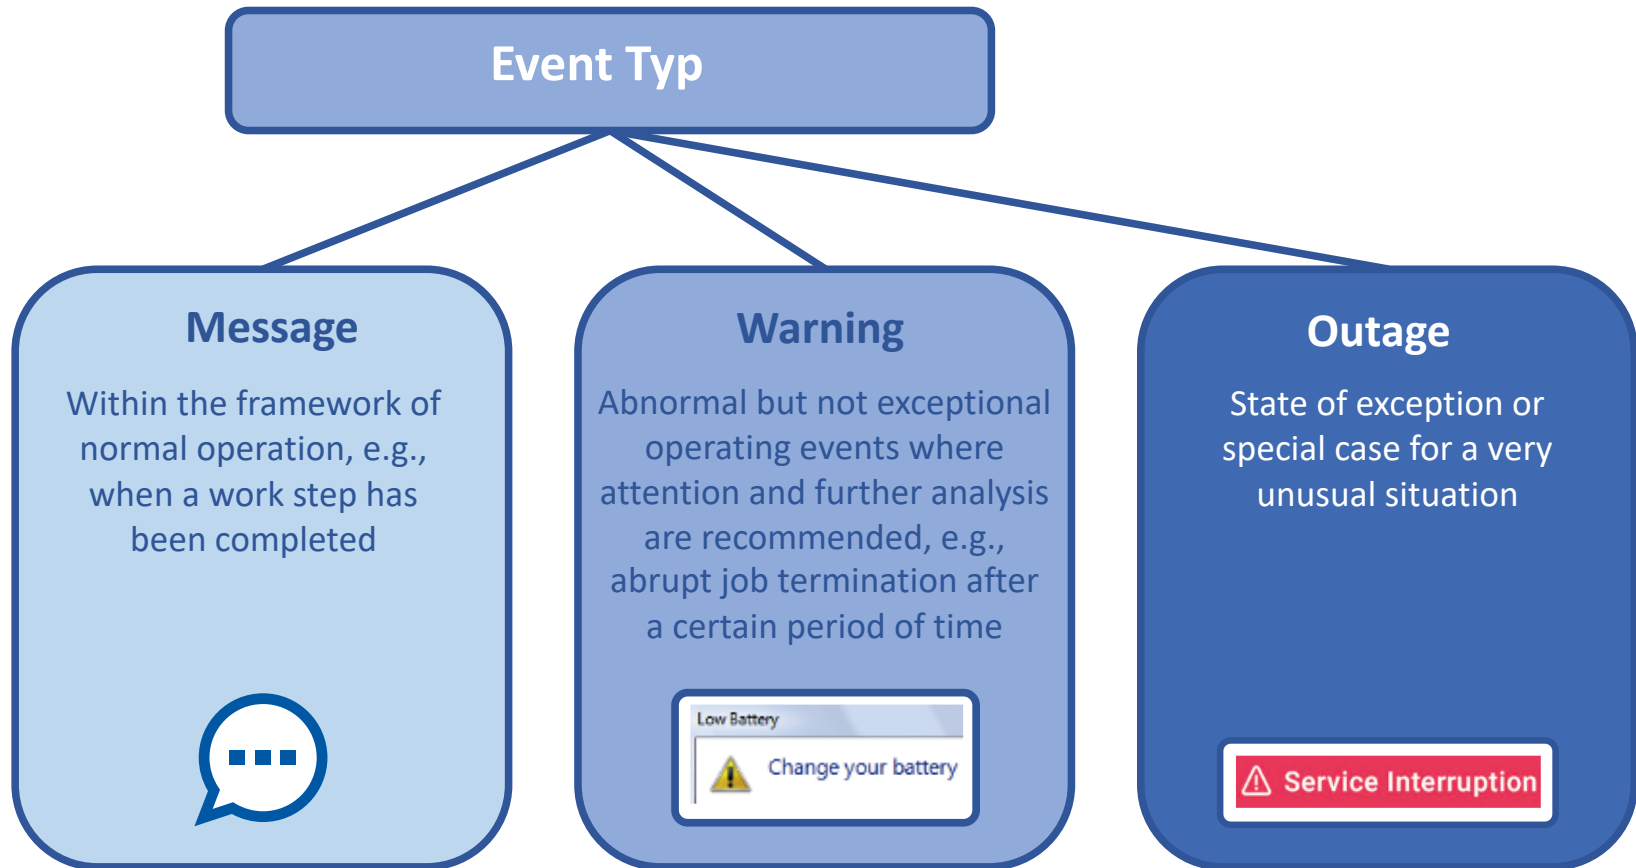 Event Typ
Message
Within the framework of
normal operation, e.g.,
when a work step has
been completed
Warning
Abnormal but not exceptional
operating events where
attention and further analysis
are recommended, e.g.,
abrupt job termination after
a certain period of time
Low Battery
Change your battery
Outage
State of exception or
special case for a very
unusual situation
Service Interruption